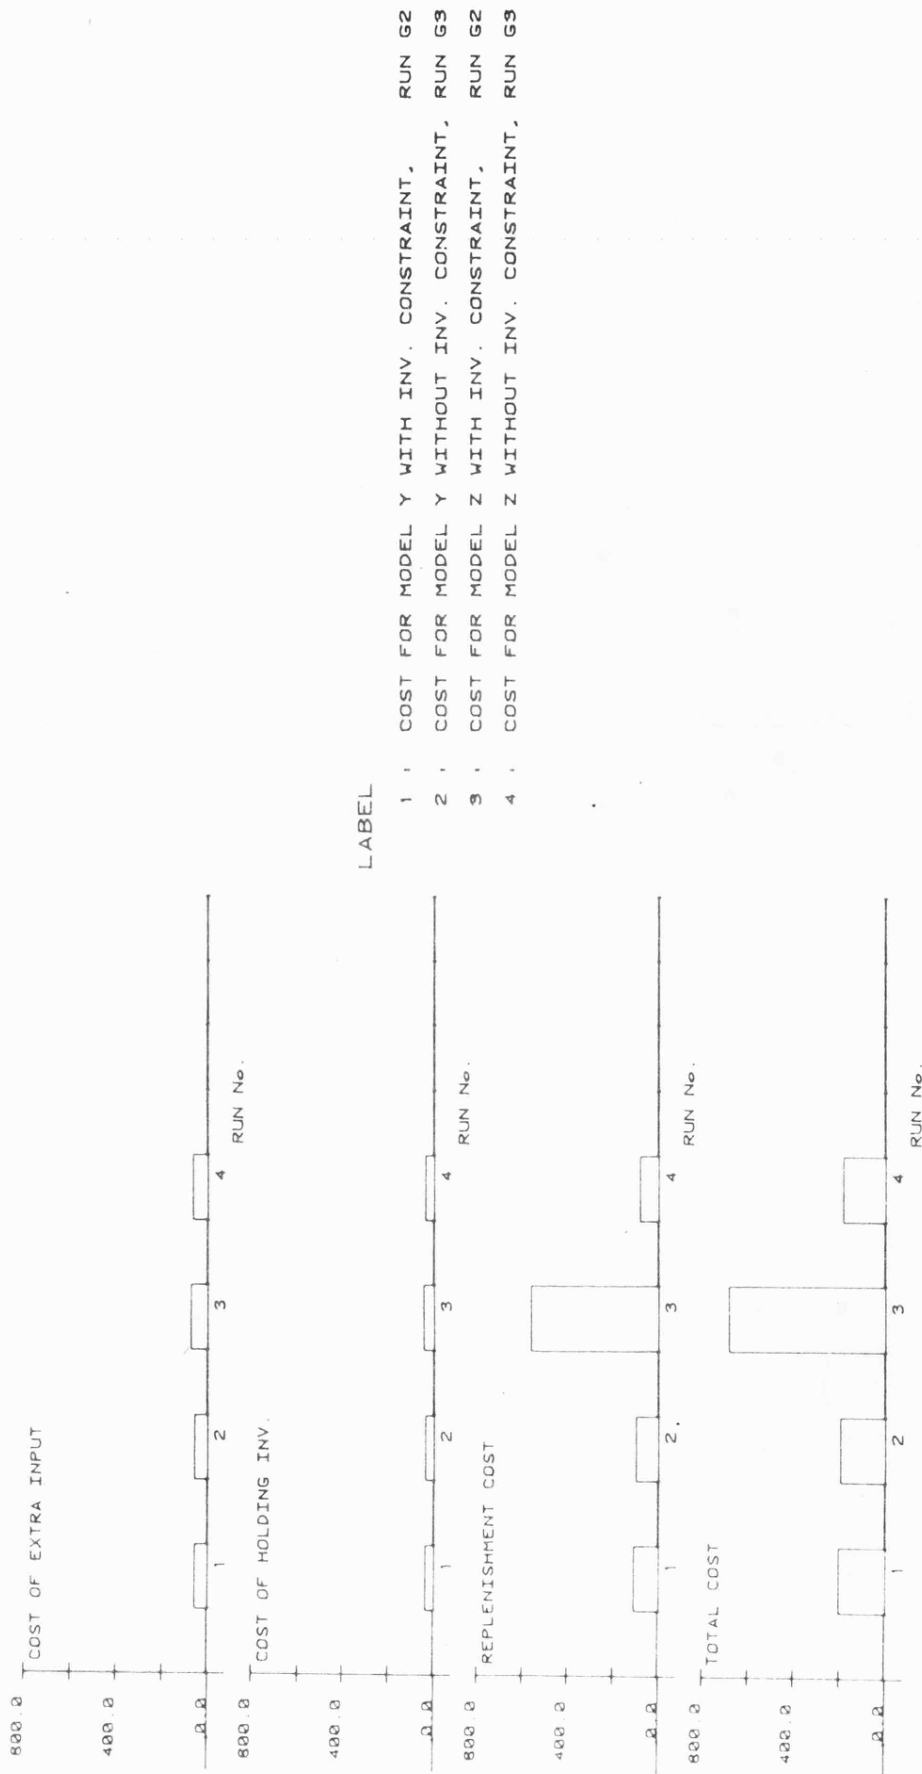 COST OF EXTRA INPUT
800.0
400.0
0.0
1 2 3 4
RUN No.
COST OF HOLDING INV.
800.0
400.0
0.0
1 2 3 4
RUN No.
REPLENISHMENT COST
800.0
400.0
0.0
1 2. 3 4
RUN No.
TOTAL COST
800.0
400.0
0.0
1 2 3 4
RUN No.
LABEL
1 : COST FOR MODEL Y WITH INV. CONSTRAINT, RUN G2
2 : COST FOR MODEL Y WITHOUT INV. CONSTRAINT, RUN G3
3 : COST FOR MODEL Z WITH INV. CONSTRAINT, RUN G2
4 : COST FOR MODEL Z WITHOUT INV. CONSTRAINT, RUN G3